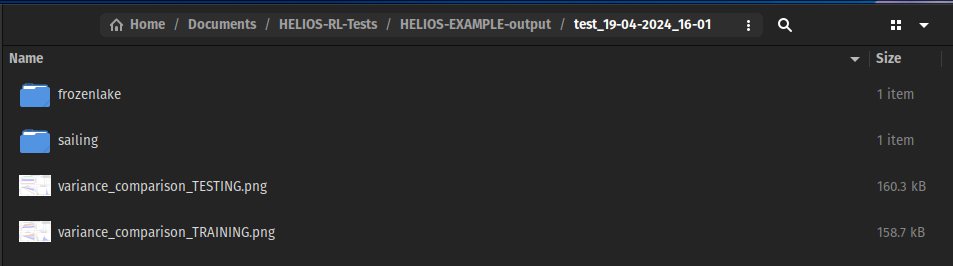 Home / Documents / HELIOS-RL-Tests / HELIOS-EXAMPLE-output / test_19-04-2024_16-01
Name Size
frozenlake 1 item
sailing 1 item
variance_comparison_TESTING.png 160.3 kB
variance_comparison_TRAINING.png 158.7 kB